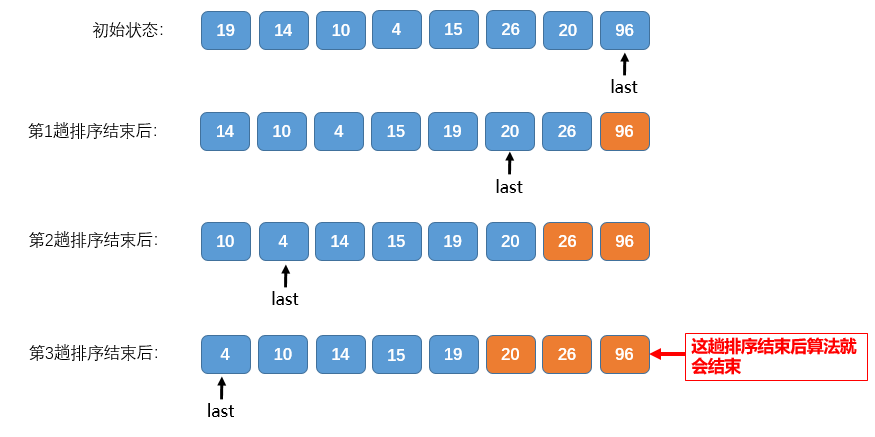 初始状态: 19 14 10 4 15 26 20 96
last
第1趟排序结束后: 14 10 4 15 19 20 26 96
last
第2趟排序结束后: 10 4 14 15 19 20 26 96
last
第3趟排序结束后: 4 10 14 15 19 20 26 96 这趟排序结束后算法就
会结束
last